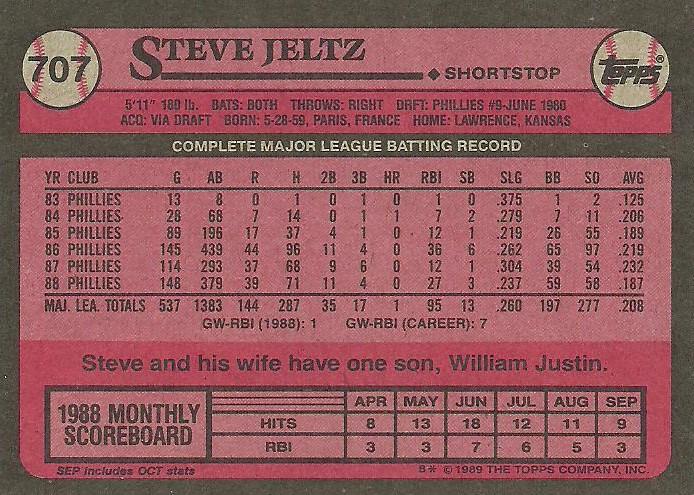 707
STEVE JELTZ
SHORTSTOP
TOPPS
5'11" 180 lb. BATS: BOTH THROWS: RIGHT DRFT: PHILLIES #9-JUNE 1980
ACQ: VIA DRAFT BORN: 5-28-59, PARIS, FRANCE HOME: LAWRENCE, KANSAS
COMPLETE MAJOR LEAGUE BATTING RECORD
YR CLUB G AB R H 2B 3B HR RBI SB SLG BB SO AVG
83 PHILLIES 13 8 0 1 0 1 0 1 0 .375 1 2 .125
84 PHILLIES 28 68 7 14 0 1 1 7 2 .279 7 11 .206
85 PHILLIES 89 196 17 37 4 1 0 12 1 .219 26 55 .189
86 PHILLIES 145 439 44 96 11 4 0 36 6 .262 65 97 .219
87 PHILLIES 114 293 37 68 9 6 0 12 1 .304 39 54 .232
88 PHILLIES 148 379 39 71 11 4 0 27 3 .237 59 58 .187
MAJ. LEA. TOTALS 537 1383 144 287 35 17 1 95 13 .260 197 277 .208
GW-RBI (1988): 1 GW-RBI (CAREER): 7
Steve and his wife have one son, William Justin.
1988 MONTHLY
SCOREBOARD
APR MAY JUN JUL AUG SEP
HITS 8 13 18 12 11 9
RBI 3 3 7 6 5 3
SEP includes OCT stats
B* © 1989 THE TOPPS COMPANY, INC.